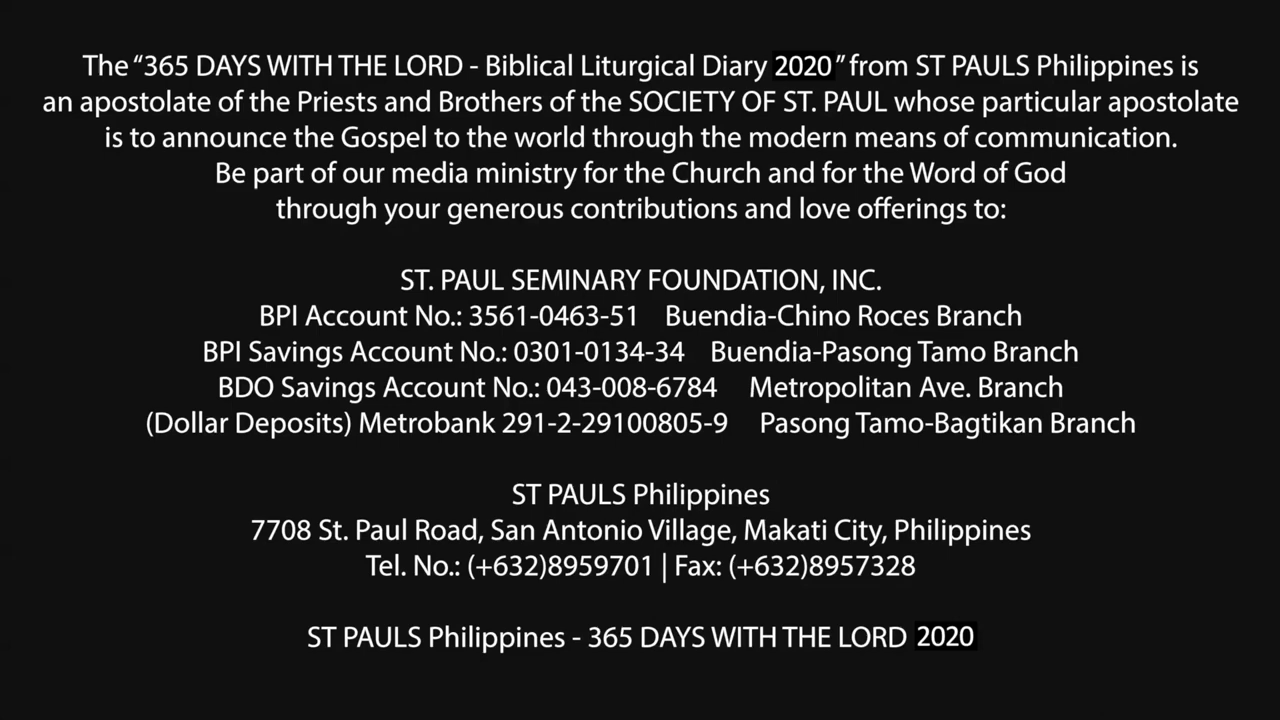 The “365 DAYS WITH THE LORD - Biblical Liturgical Diary 2020” from ST PAULS Philippines is
an apostolate of the Priests and Brothers of the SOCIETY OF ST. PAUL whose particular apostolate
is to announce the Gospel to the world through the modern means of communication.
Be part of our media ministry for the Church and for the Word of God
through your generous contributions and love offerings to:
ST. PAUL SEMINARY FOUNDATION, INC.
BPI Account No.: 3561-0463-51 Buendia-Chino Roces Branch
BPI Savings Account No.: 0301-0134-34 Buendia-Pasong Tamo Branch
BDO Savings Account No.: 043-008-6784 Metropolitan Ave. Branch
(Dollar Deposits) Metrobank 291-2-29100805-9 Pasong Tamo-Bagtikan Branch
ST PAULS Philippines
7708 St. Paul Road, San Antonio Village, Makati City, Philippines
Tel. No.: (+632)8959701 | Fax: (+632)8957328
ST PAULS Philippines - 365 DAYS WITH THE LORD 2020